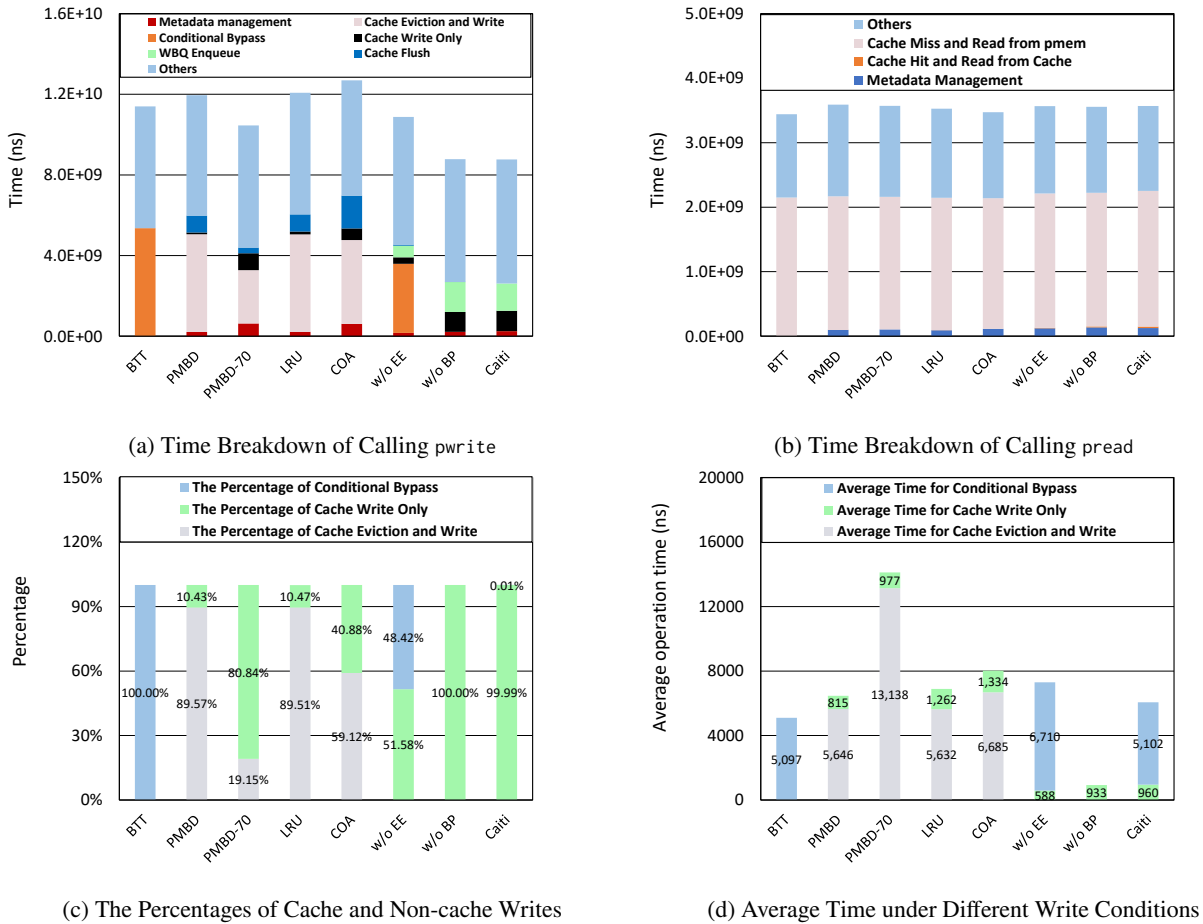 1.6E+10
1.2E+10
8.0E+09
4.0E+09
0.0E+00
Time (ns)
Metadata management
Cache Eviction and Write
Conditional Bypass
Cache Write Only
WBQ Enqueue
Cache Flush
Others
BTT
PMBD
PMBD-70
LRU
COA
w/o EE
w/o BP
Caiti
(a) Time Breakdown of Calling pwrite
5.0E+09
4.0E+09
3.0E+09
2.0E+09
1.0E+09
0.0E+00
Time (ns)
Others
Cache Miss and Read from pmem
Cache Hit and Read from Cache
Metadata Management
BTT
PMBD
PMBD-70
LRU
COA
w/o EE
w/o BP
Caiti
(b) Time Breakdown of Calling pread
150%
120%
90%
60%
30%
0%
Percentage
The Percentage of Conditional Bypass
The Percentage of Cache Write Only
The Percentage of Cache Eviction and Write
100.00%
10.43%
89.57%
80.84%
19.15%
10.47%
89.51%
40.88%
59.12%
48.42%
51.58%
100.00%
0.01%
99.99%
BTT
PMBD
PMBD-70
LRU
COA
w/o EE
w/o BP
Caiti
(c) The Percentages of Cache and Non-cache Writes
20000
16000
12000
8000
4000
0
Average operation time (ns)
Average Time for Conditional Bypass
Average Time for Cache Write Only
Average Time for Cache Eviction and Write
5,097
815
5,646
977
13,138
1,262
5,632
1,334
6,685
6,710
588
933
5,102
960
BTT
PMBD
PMBD-70
LRU
COA
w/o EE
w/o BP
Caiti
(d) Average Time under Different Write Conditions